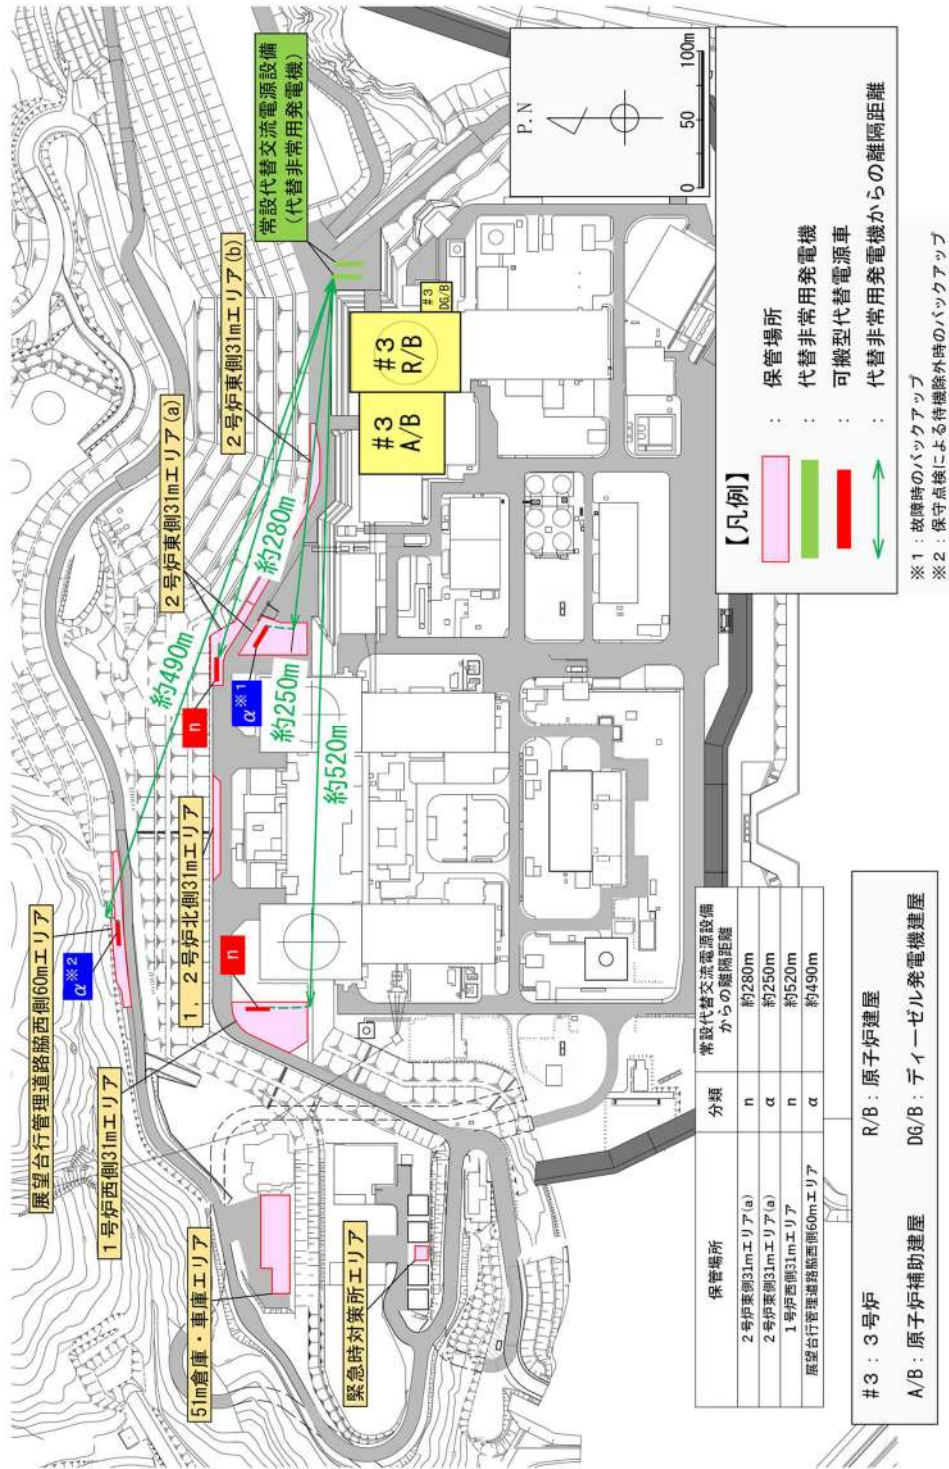 常設代替交流電源設備
(代替非常用発電機)
2号炉東側31mエリア(b)
2号炉東側31mエリア(a)
1,2号炉北側31mエリア
展望台行管理道路脇西側60mエリア
1号炉西側31mエリア
51m倉庫・車庫エリア
緊急時対策所エリア
約490m
約280m
約250m
約520m
n
α※1
α※2
n
#3
R/B
#3
A/B
#3
DG/B
P.N
0 50 100m
【凡例】
: 保管場所
: 代替非常用発電機
: 可搬型代替電源車
: 代替非常用発電機からの離隔距離
※1:故障時のバックアップ
※2:保守点検による待機除外時のバックアップ
保管場所 分類 常設代替交流電源設備
からの離隔距離
2号炉東側31mエリア(a) n 約280m
2号炉東側31mエリア(a) α 約250m
1号炉西側31mエリア n 約520m
展望台行管理道路脇西側60mエリア α 約490m
#3:3号炉 R/B:原子炉建屋
A/B:原子炉補助建屋 DG/B:ディーゼル発電機建屋